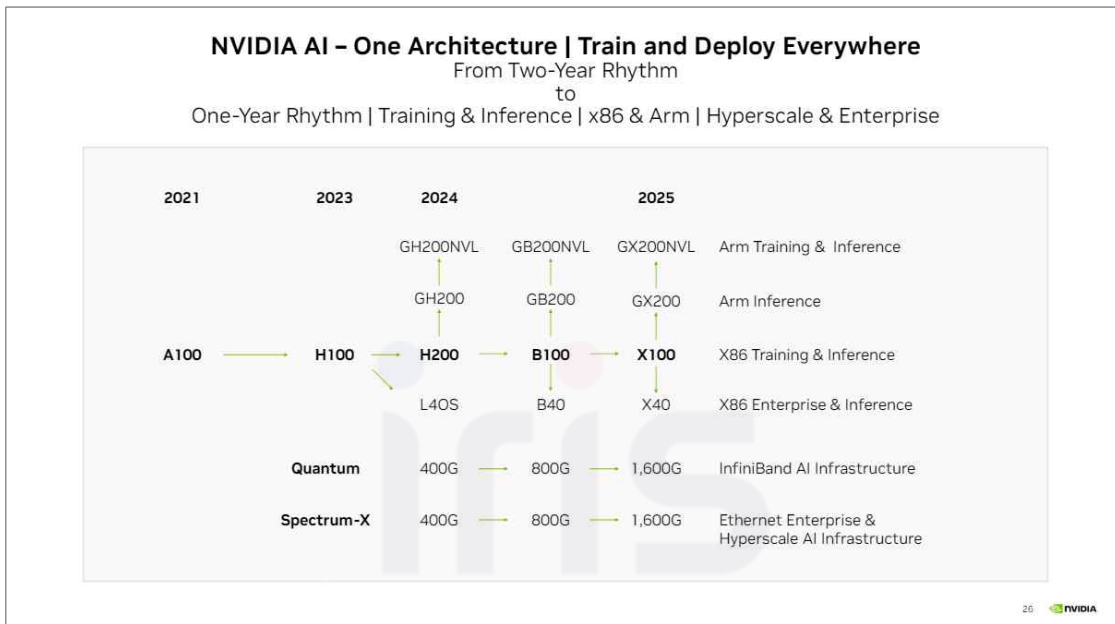 NVIDIA AI – One Architecture | Train and Deploy Everywhere
From Two-Year Rhythm
to
One-Year Rhythm | Training & Inference | x86 & Arm | Hyperscale & Enterprise
2021 2023 2024 2025
GH200NVL GB200NVL GX200NVL Arm Training & Inference
GH200 GB200 GX200 Arm Inference
A100 H100 H200 B100 X100 X86 Training & Inference
L40S B40 X40 X86 Enterprise & Inference
iris
Quantum 400G 800G 1,600G InfiniBand AI Infrastructure
Spectrum-X 400G 800G 1,600G Ethernet Enterprise &
Hyperscale AI Infrastructure
26 NVIDIA